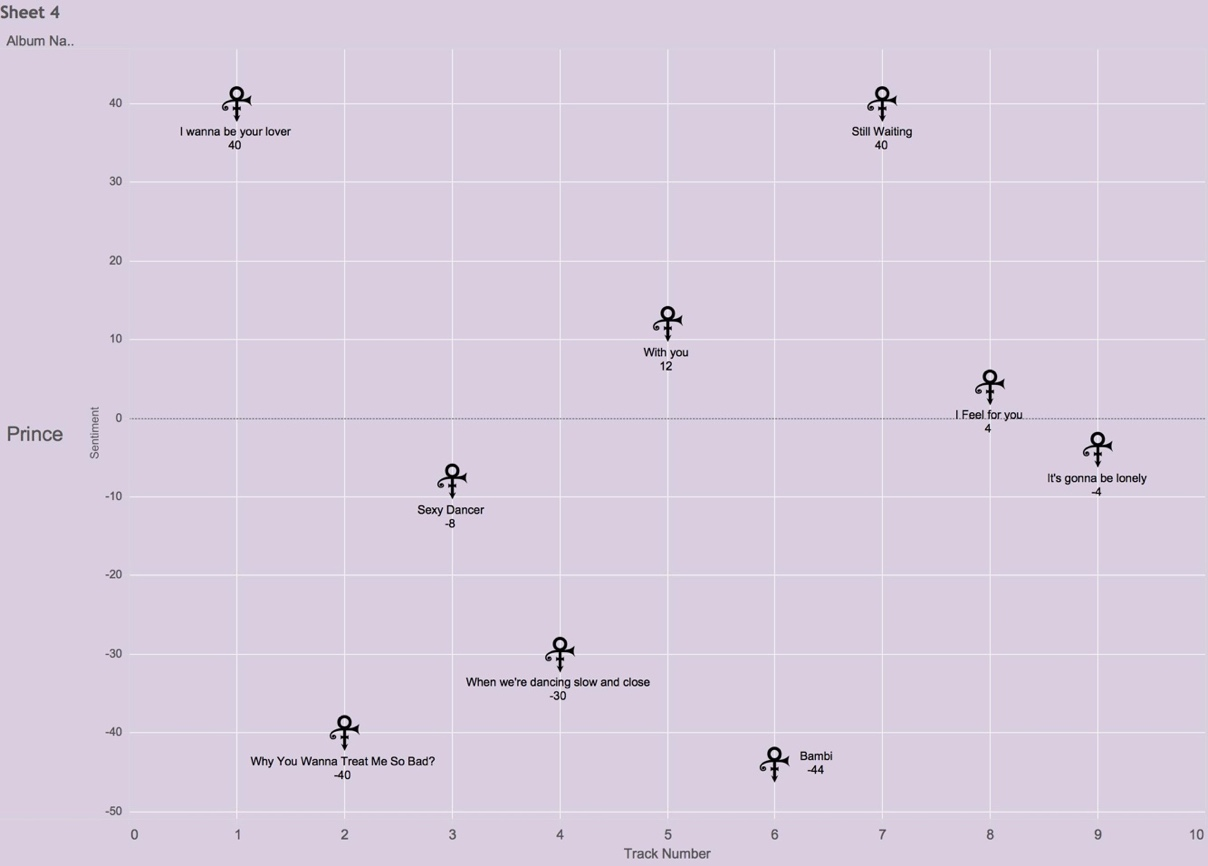 Sheet 4
Album Na..
40
I wanna be your lover
40
Still Waiting
40
30
20
10
With you
12
0
I Feel for you
4
Prince
Sentiment
It's gonna be lonely
-4
-10
Sexy Dancer
-8
-20
-30
When we're dancing slow and close
-30
-40
Why You Wanna Treat Me So Bad?
-40
Bambi
-44
-50
0 1 2 3 4 5 6 7 8 9 10
Track Number